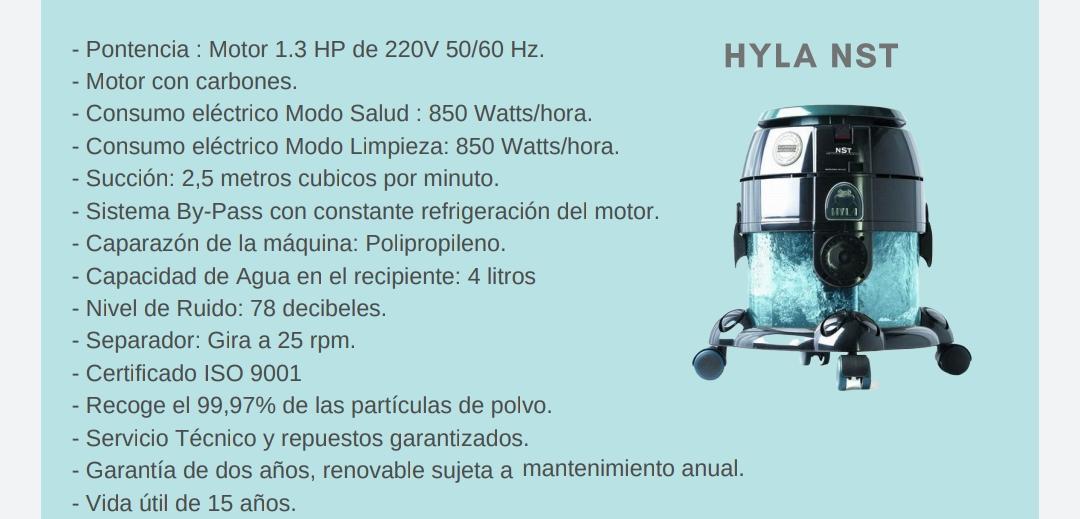 HYLA NST
- Pontencia : Motor 1.3 HP de 220V 50/60 Hz.
- Motor con carbones.
- Consumo eléctrico Modo Salud : 850 Watts/hora.
- Consumo eléctrico Modo Limpieza: 850 Watts/hora.
- Succión: 2,5 metros cubicos por minuto.
- Sistema By-Pass con constante refrigeración del motor.
- Caparazón de la máquina: Polipropileno.
- Capacidad de Agua en el recipiente: 4 litros
- Nivel de Ruido: 78 decibeles.
- Separador: Gira a 25 rpm.
- Certificado ISO 9001
- Recoge el 99,97% de las partículas de polvo.
- Servicio Técnico y repuestos garantizados.
- Garantía de dos años, renovable sujeta a mantenimiento anual.
- Vida útil de 15 años.
NST
HYLA